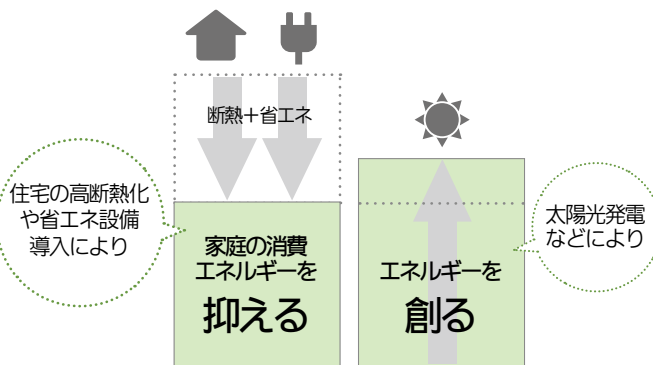 断熱＋省エネ
住宅の高断熱化
や省エネ設備
導入により
家庭の消費
エネルギーを
抑える
エネルギーを
創る
太陽光発電
などにより